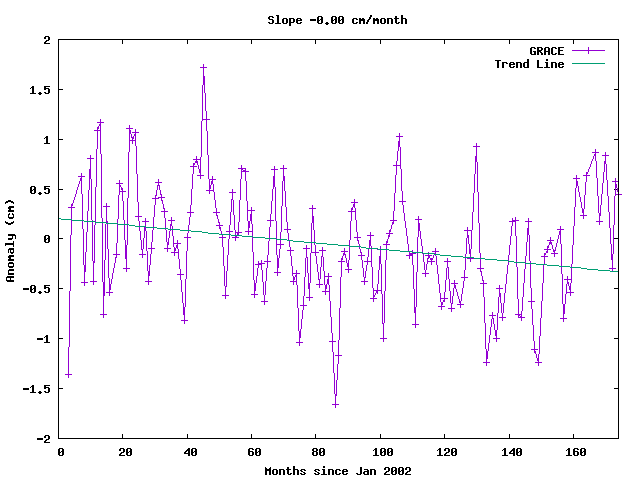 Slope -0.00 cm/month
GRACE
Trend Line
2
1.5
1
0.5
0
-0.5
-1
-1.5
-2
Anomaly (cm)
0 20 40 60 80 100 120 140 160
Months since Jan 2002